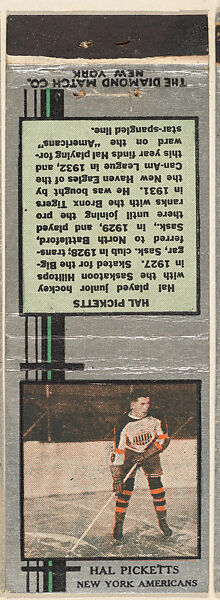 HAL PICKETTS
Hal played junior hockey
with the Saskatoon Hilltops
in 1927. Skated for the Big-
gar, Sask. club in 1928; trans-
ferred to North Battleford,
Sask., in 1929, and played
there until joining the pro
ranks with the Bronx Tigers
in 1931. He was bought by
the New Haven Eagles of the
Can-Am League in 1932, and
this year finds Hal playing for-
ward on the "Americans"
star-spangled line.
THE DIAMOND MATCH CO.
NEW YORK
HAL PICKETTS
NEW YORK AMERICANS